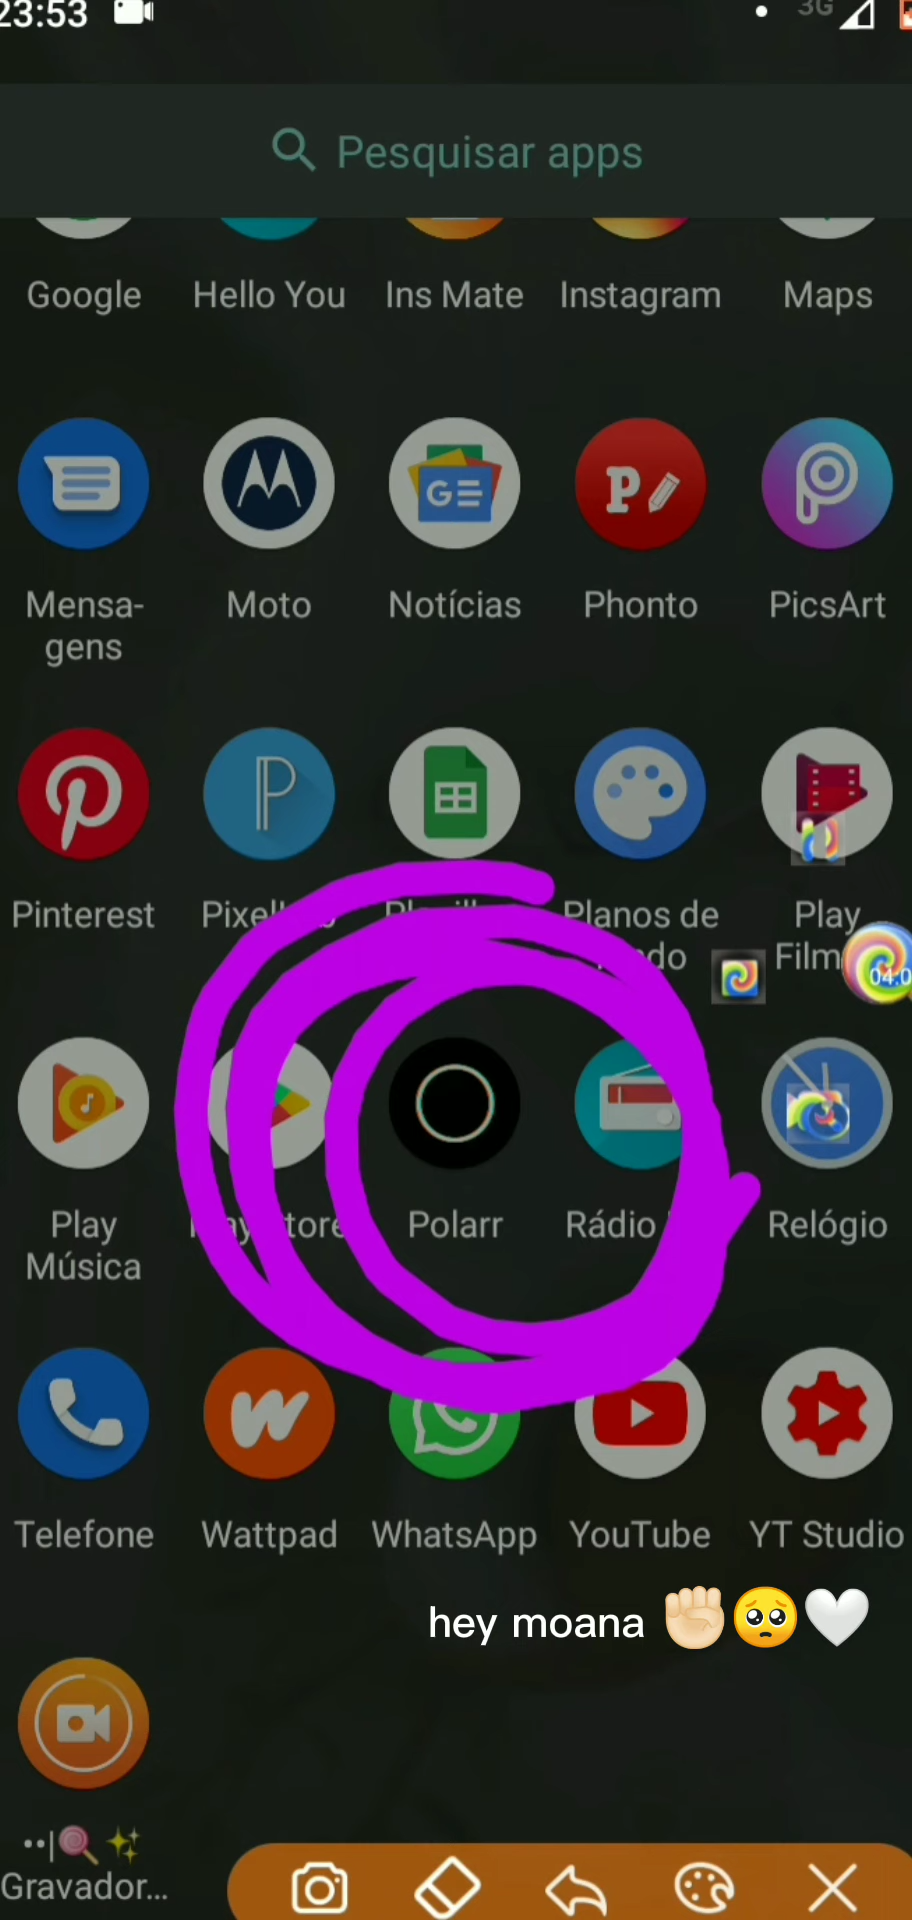 23:53
3G
Pesquisar apps
Google Hello You Ins Mate Instagram Maps
Mensa- Moto Notícias Phonto PicsArt
gens
Pinterest Planos de Play
Play Polarr Rádio Relógio
Música
Telefone Wattpad WhatsApp YouTube YT Studio
hey moana ✊🏻🥺🤍
··|🍭✨
Gravador...